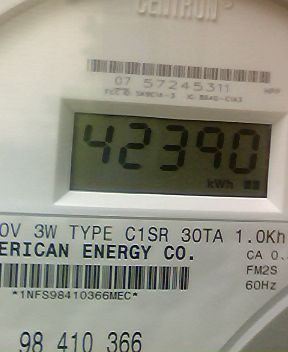 CENTRON®
07 57245311
42390
kWh
0V 3W TYPE C1SR 30TA 1.0Kh
ERICAN ENERGY CO.
CA 0.
FM2S
*1NFS98410366MEC*
60Hz
98 410 366